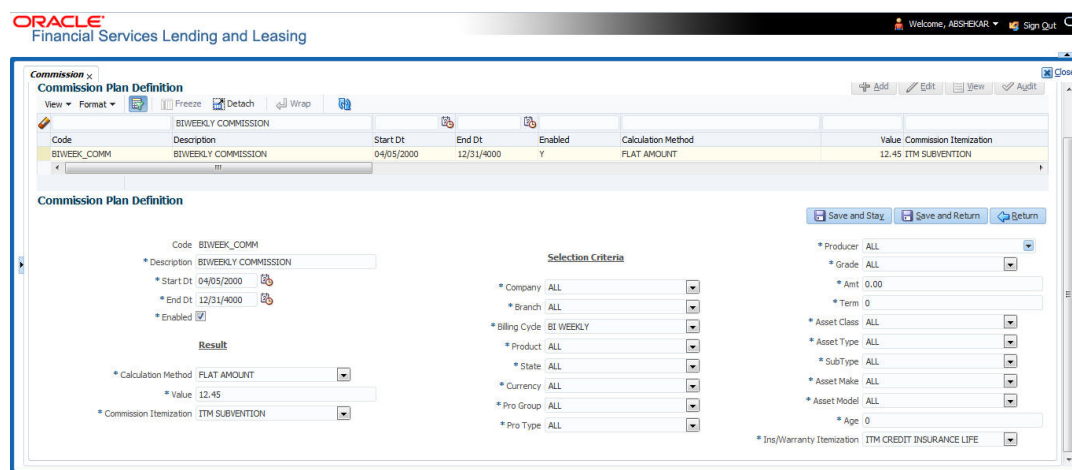 ORACLE®
Financial Services Lending and Leasing
Welcome, ABSHEKAR
Sign Out
Commission
Close
Commission Plan Definition
Add Edit View Audit
View Format Freeze Detach Wrap
BIWEEKLY COMMISSION
Code Description Start Dt End Dt Enabled Calculation Method Value Commission Itemization
BIWEEK_COMM BIWEEKLY COMMISSION 04/05/2000 12/31/4000 Y FLAT AMOUNT 12.45 ITM SUBVENTION
Commission Plan Definition
Save and Stay Save and Return Return
Code BIWEEK_COMM
* Description BIWEEKLY COMMISSION
* Start Dt 04/05/2000
* End Dt 12/31/4000
* Enabled
Result
* Calculation Method FLAT AMOUNT
* Value 12.45
* Commission Itemization ITM SUBVENTION
Selection Criteria
* Company ALL
* Branch ALL
* Billing Cycle BI WEEKLY
* Product ALL
* State ALL
* Currency ALL
* Pro Group ALL
* Pro Type ALL
* Producer ALL
* Grade ALL
* Amt 0.00
* Term 0
* Asset Class ALL
* Asset Type ALL
* SubType ALL
* Asset Make ALL
* Asset Model ALL
* Age 0
* Ins/Warranty Itemization ITM CREDIT INSURANCE LIFE